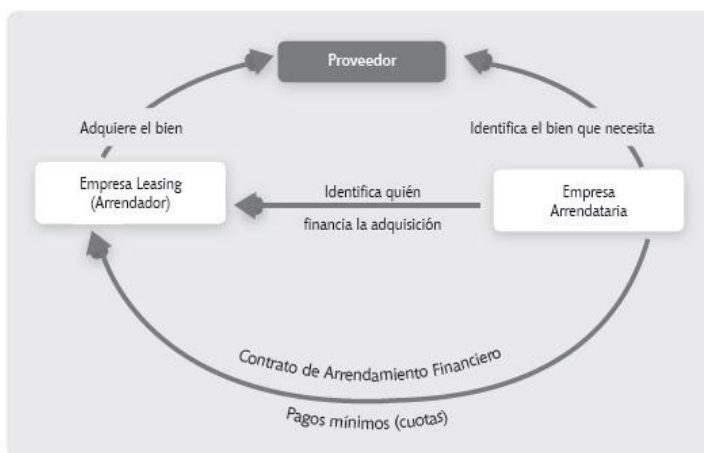 Proveedor
Adquiere el bien
Identifica el bien que necesita
Empresa Leasing
(Arrendador)
Identifica quién
financia la adquisición
Empresa
Arrendataria
Contrato de Arrendamiento Financiero
Pagos mínimos (cuotas)